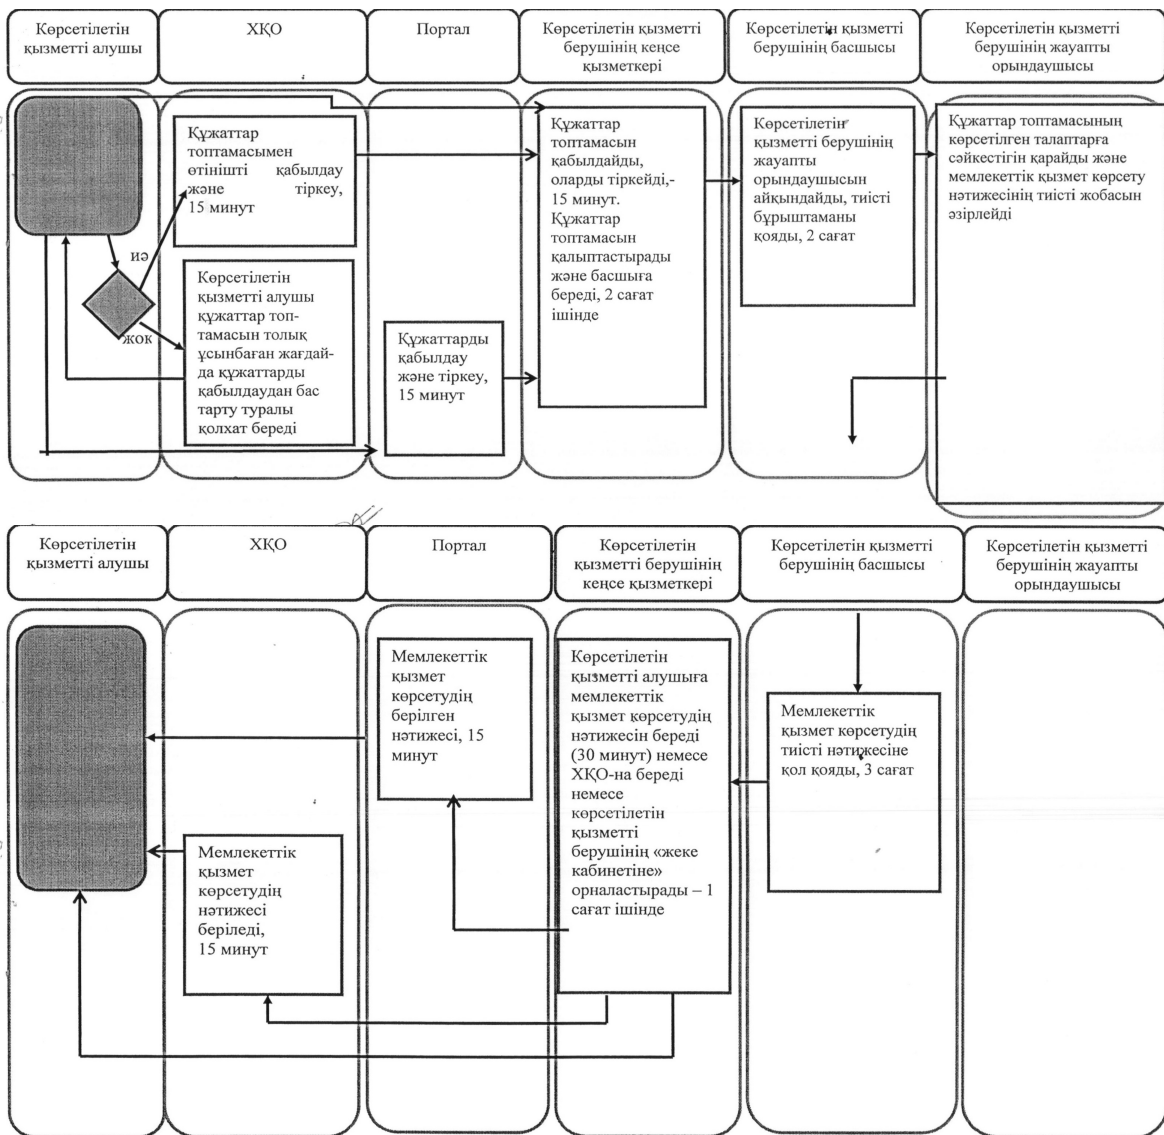 Көрсетілетін
қызметті алушы
ХҚО
Портал
Көрсетілетін қызметті
берушінің кеңсе
қызметкері
Көрсетілетін қызметті
берушінің басшысы
Көрсетілетін қызметті
берушінің жауапты
орындаушысы
Құжаттар
топтамасымен
өтінішті қабылдау
және тіркеу,
15 минут
иә
жок
Көрсетілетін
қызметті алушы
құжаттар топ-
тамасын толық
ұсынбаған жағдай-
да құжаттарды
қабылдаудан бас
тарту туралы
қолхат береді
Құжаттарды
қабылдау
және тіркеу,
15 минут
Құжаттар
топтамасын
қабылдайды,
оларды тіркейді,-
15 минут.
Құжаттар
топтамасын
қалыптастырады
және басшыға
береді, 2 сағат
ішінде
Көрсетілетін
қызметті берушінің
жауапты
орындаушысын
айқындайды, тиісті
бұрыштаманы
қояды, 2 сағат
Құжаттар топтамасының
көрсетілген талаптарға
сәйкестігін қарайды және
мемлекеттік қызмет көрсету
нәтижесінің тиісті жобасын
әзірлейді
Көрсетілетін
қызметті алушы
ХҚО
Портал
Көрсетілетін
қызметті берушінің
кеңсе қызметкері
Көрсетілетін қызметті
берушінің басшысы
Көрсетілетін қызметті
берушінің жауапты
орындаушысы
Мемлекеттік
қызмет
көрсетудің
нәтижесі
беріледі,
15 минут
Мемлекеттік
қызмет
көрсетудің
берілген
нәтижесі, 15
минут
Көрсетілетін
қызметті алушыға
мемлекеттік
қызмет көрсетудің
нәтижесін береді
(30 минут) немесе
ХҚО-на береді
немесе
көрсетілетін
қызметті
берушінің «жеке
кабинетіне»
орналастырады – 1
сағат ішінде
Мемлекеттік
қызмет көрсетудің
тиісті нәтижесіне
қол қояды, 3 сағат